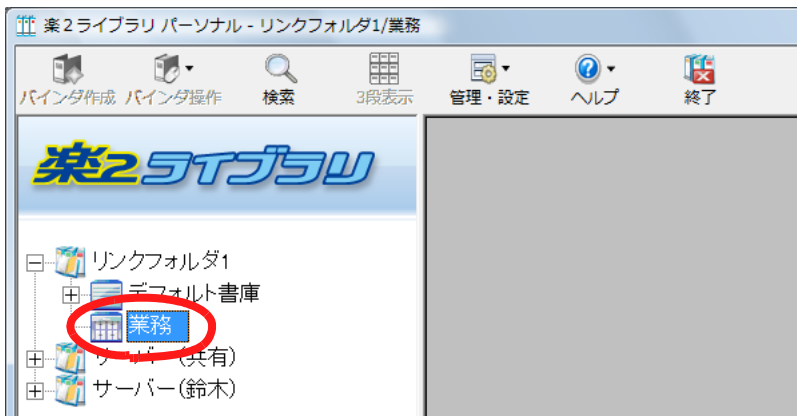 楽2ライブラリ パーソナル - リンクフォルダ1/業務
バインダ作成 バインダ操作 検索 3段表示 管理・設定 ヘルプ 終了
楽2ライブラリ
リンクフォルダ1
デフォルト書庫
業務
サーバー(共有)
サーバー(鈴木)